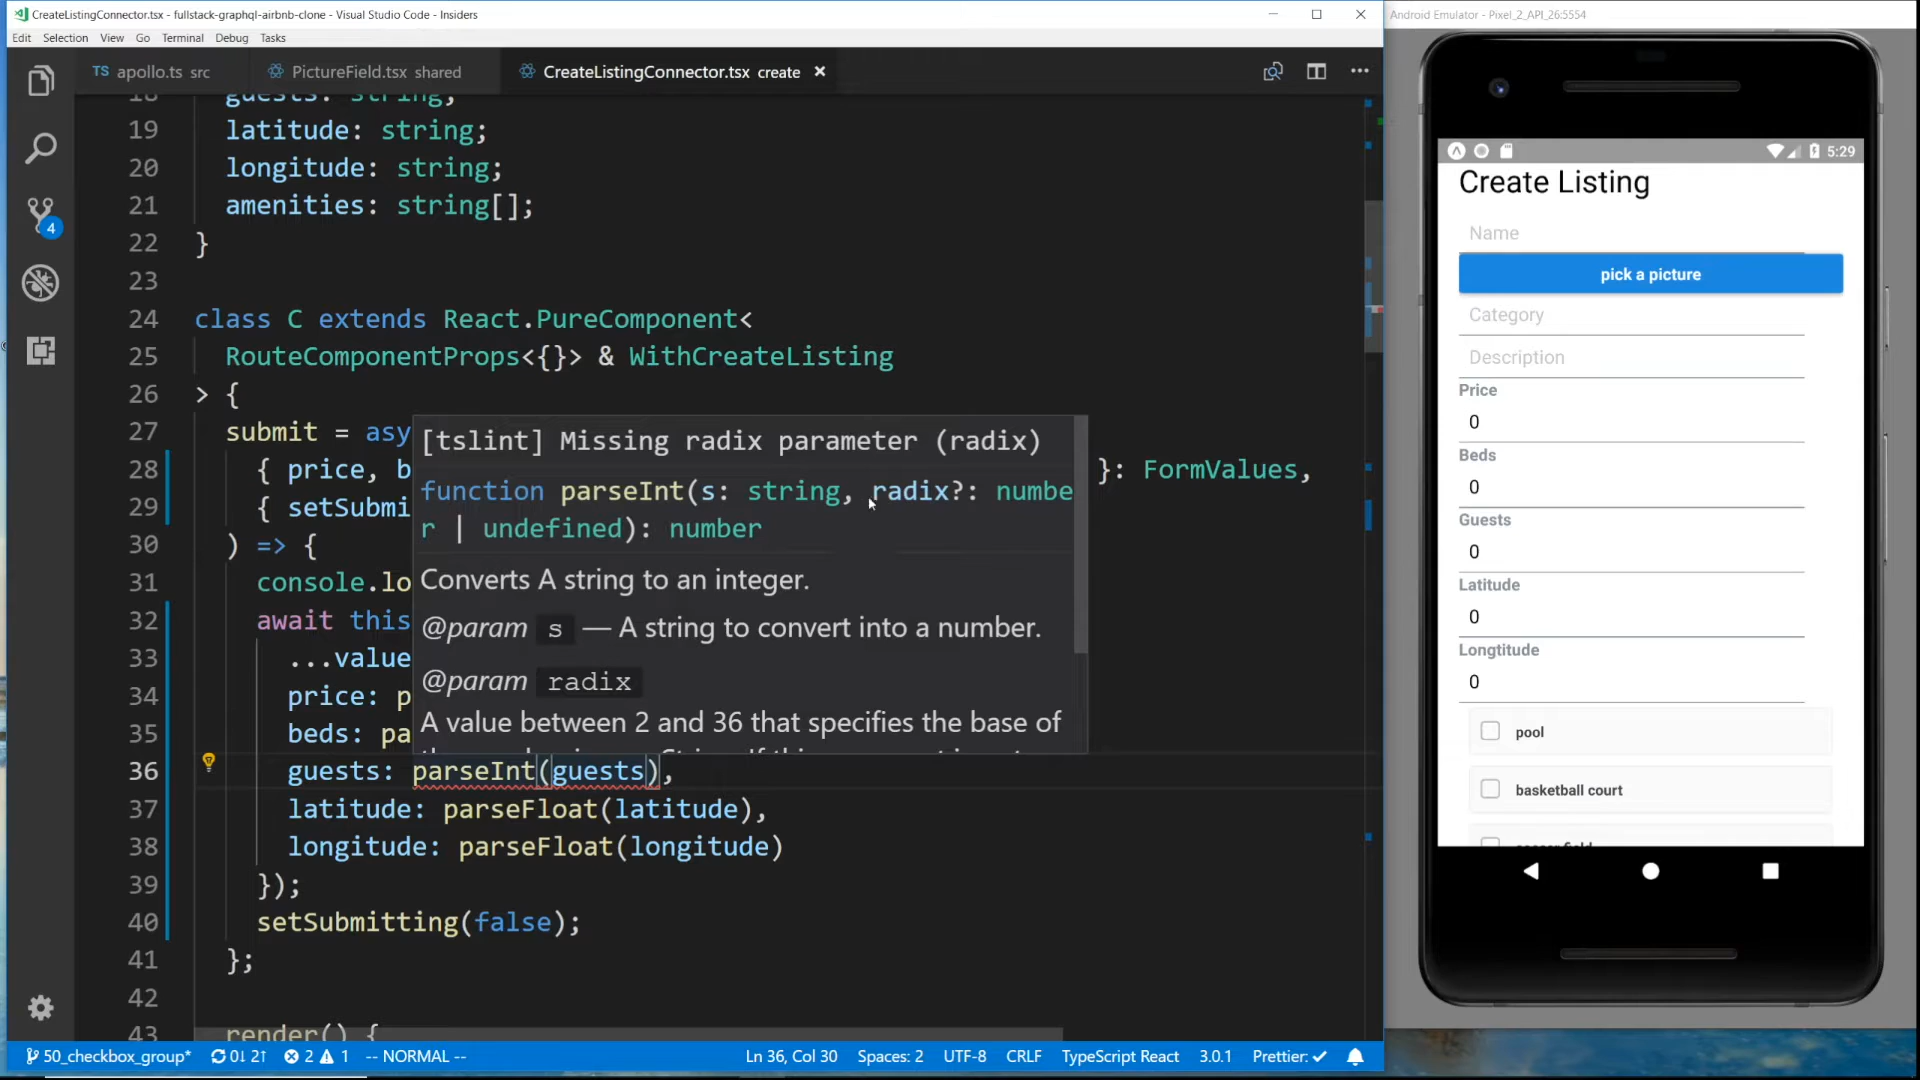 CreateListingConnector.tsx - fullstack-graphql-airbnb-clone - Visual Studio Code - Insiders
Edit Selection View Go Terminal Debug Tasks
TS apollo.ts src
PictureField.tsx shared
CreateListingConnector.tsx create
18 guests: string;
19 latitude: string;
20 longitude: string;
21 amenities: string[];
22 }
23
24 class C extends React.PureComponent<
25 RouteComponentProps<{}> & WithCreateListing
26 > {
27 submit = asy
28 { price, b }: FormValues,
29 { setSubmi
30 ) => {
31 console.lo
32 await this
33 ...value
34 price: p
35 beds: pa
36 guests: parseInt(guests),
37 latitude: parseFloat(latitude),
38 longitude: parseFloat(longitude)
39 });
40 setSubmitting(false);
41 };
42
43 render() {
[tslint] Missing radix parameter (radix)
function parseInt(s: string, radix?: numbe
r | undefined): number
Converts A string to an integer.
@param s — A string to convert into a number.
@param radix
A value between 2 and 36 that specifies the base of
4
50_checkbox_group* 0↓ 2↑ 2 1 -- NORMAL -- Ln 36, Col 30 Spaces: 2 UTF-8 CRLF TypeScript React 3.0.1 Prettier: ✓
Android Emulator - Pixel_2_API_26:5554
5:29
Create Listing
Name
pick a picture
Category
Description
Price
0
Beds
0
Guests
0
Latitude
0
Longtitude
0
pool
basketball court